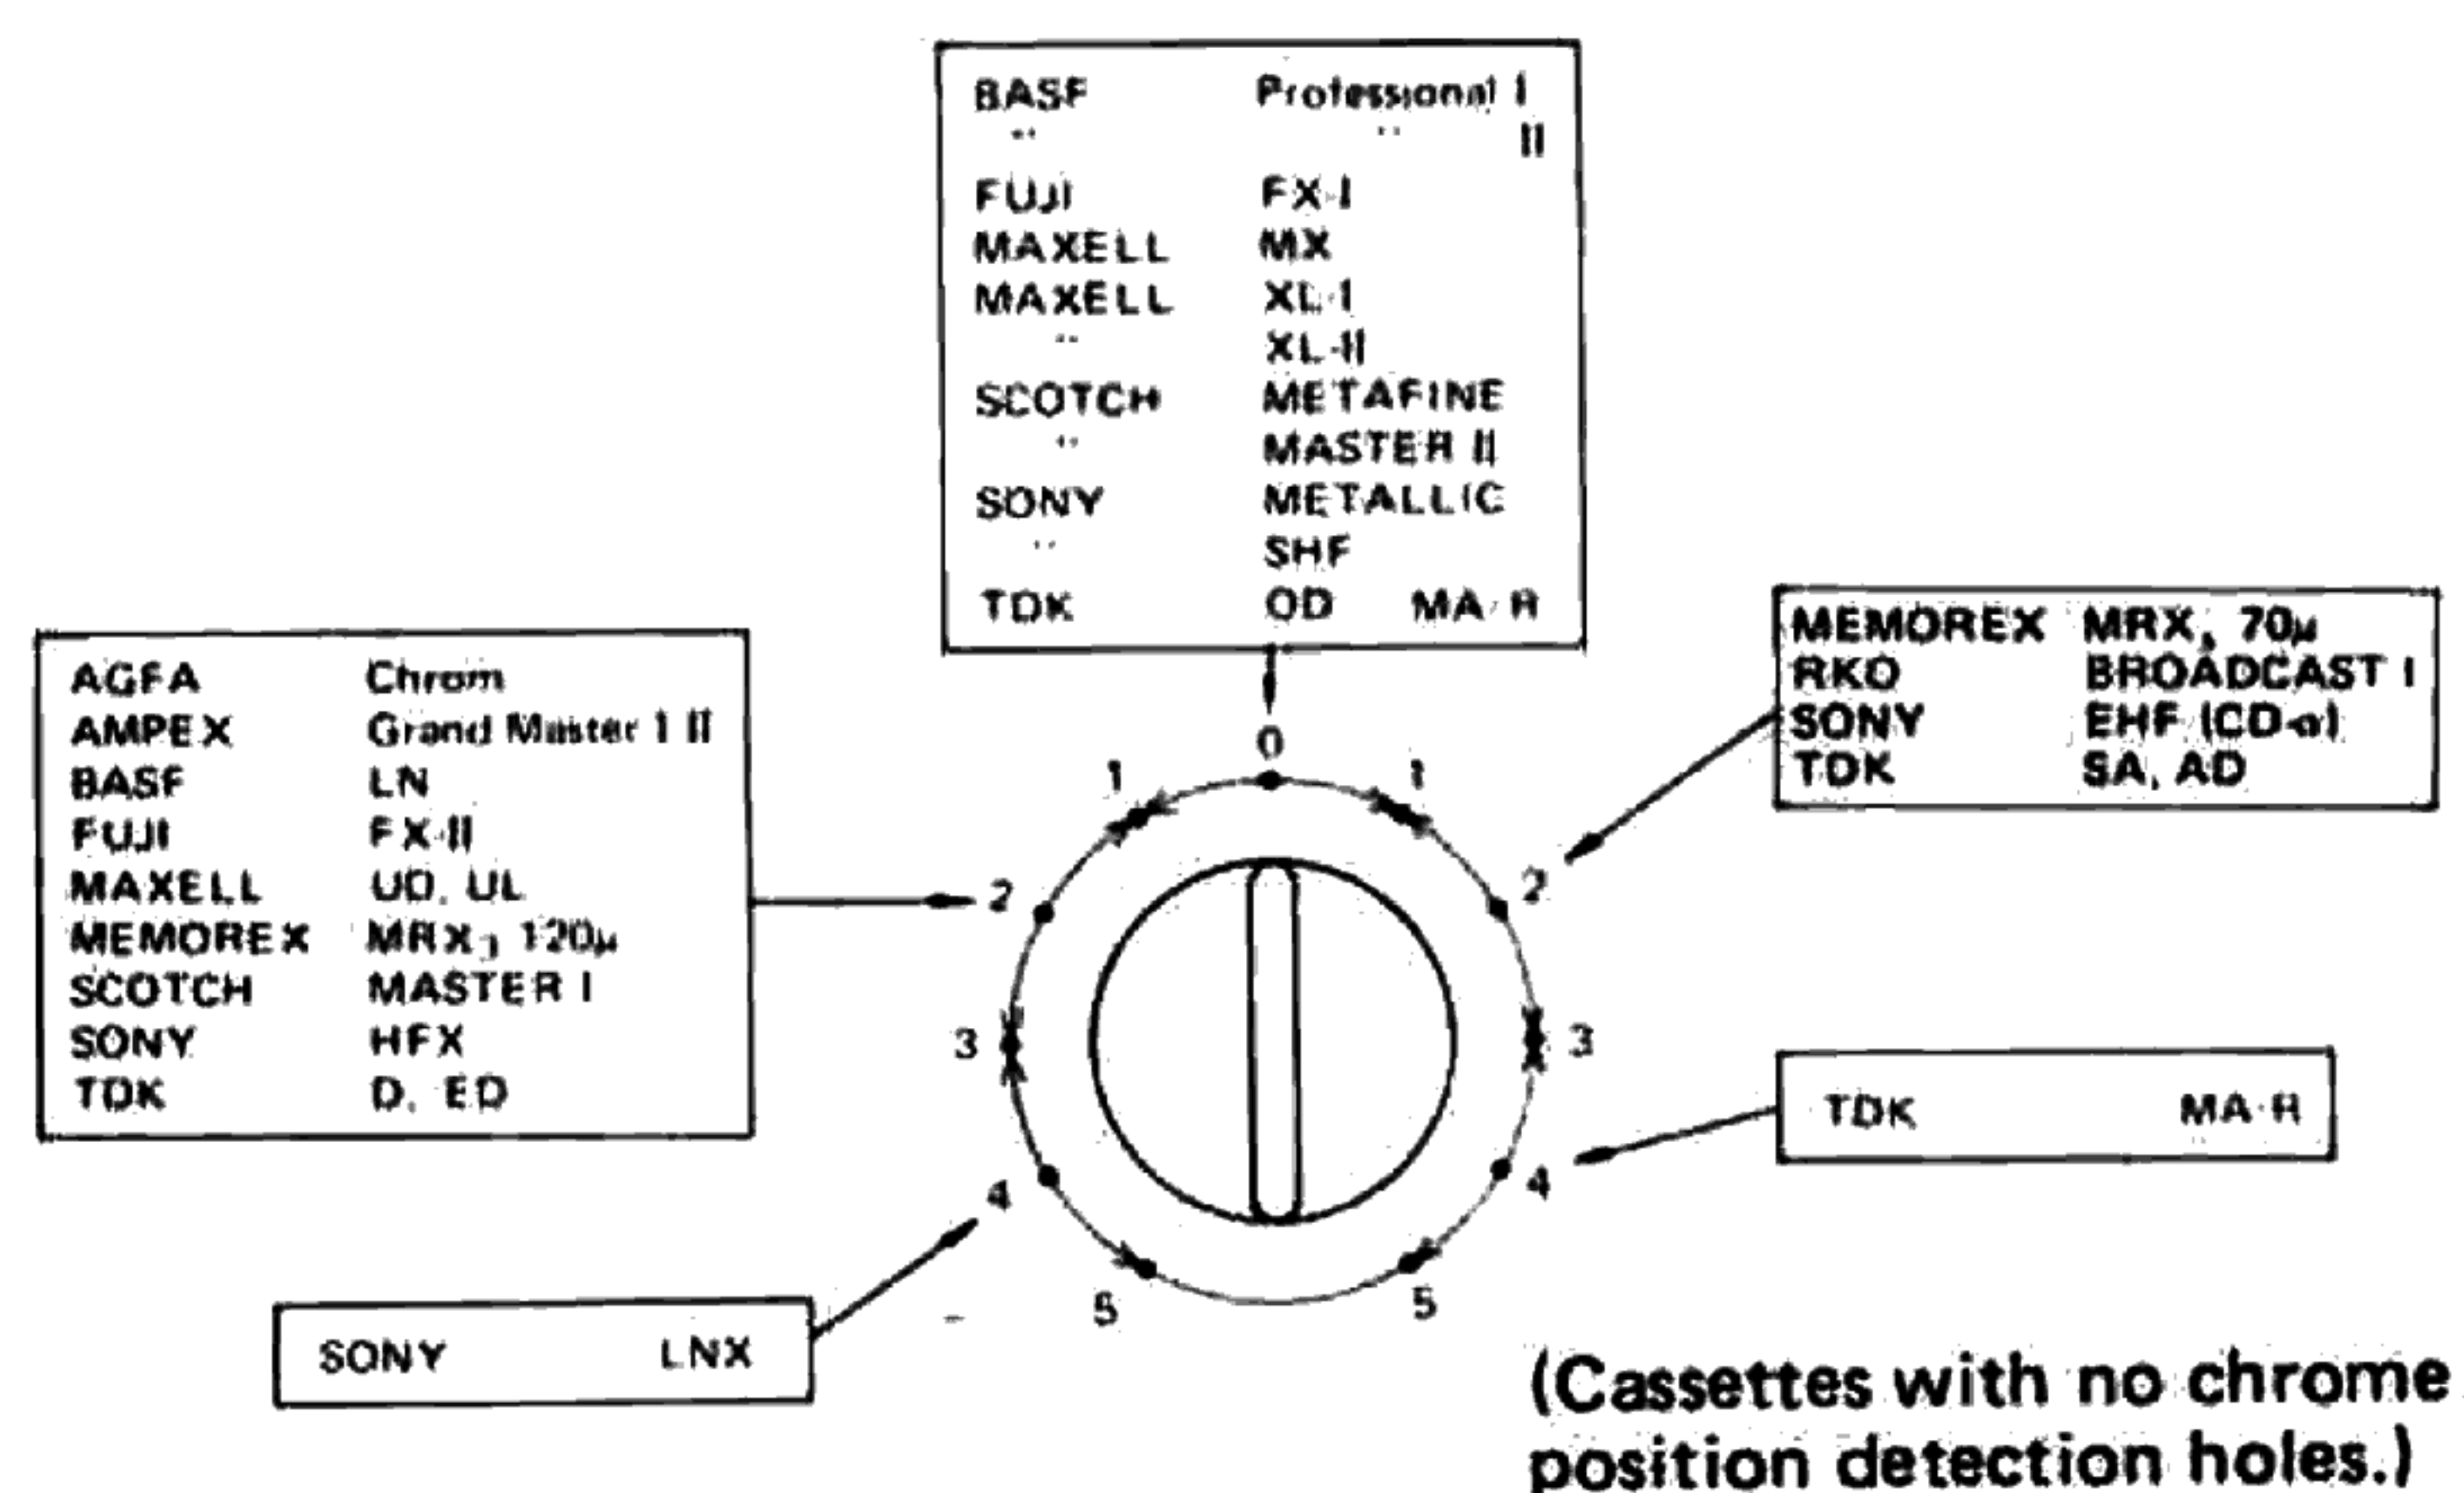 BASF Professional I
" " II
FUJI FX-I
MAXELL MX
MAXELL XL-I
" XL-II
SCOTCH METAFINE
" MASTER II
SONY METALLIC
" SHF
TDK OD MA-R
MEMOREX MRX, 70μ
RKO BROADCAST I
SONY EHF (CD-α)
TDK SA, AD
AGFA Chrom
AMPEX Grand Master I II
BASF LN
FUJI FX-II
MAXELL UD, UL
MEMOREX MRX3 120μ
SCOTCH MASTER I
SONY HFX
TDK D, ED
0
1 1
2 2
3 3
4 4
5 5
TDK MA-R
SONY LNX
(Cassettes with no chrome
position detection holes.)